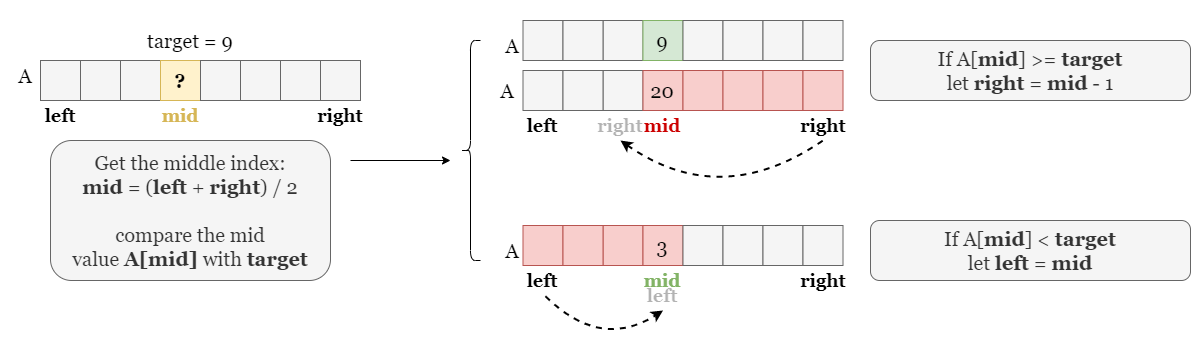 target = 9
A
?
left
mid
right
Get the middle index:
mid = (left + right) / 2
compare the mid
value A[mid] with target
A
9
A
20
left
right
mid
right
If A[mid] >= target
let right = mid - 1
A
3
left
mid
right
left
If A[mid] < target
let left = mid